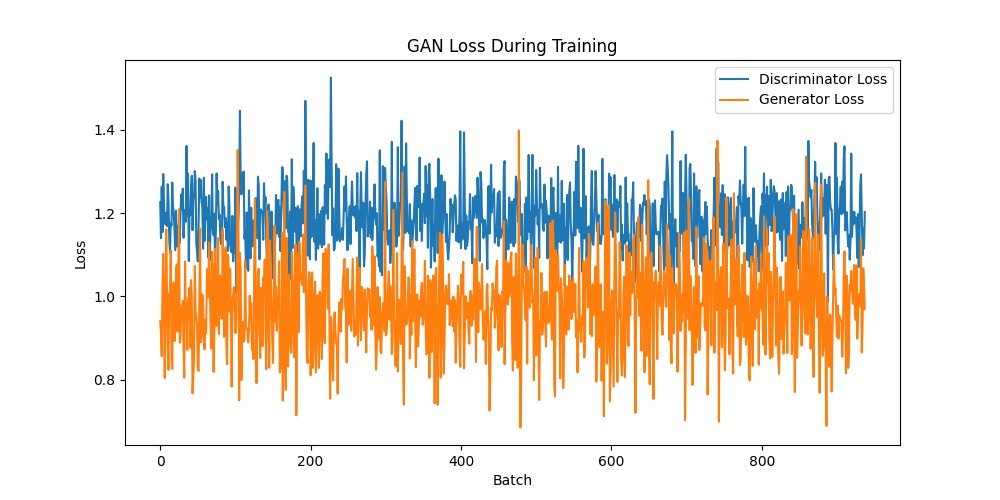 GAN Loss During Training
Discriminator Loss
Generator Loss
Loss
1.4
1.2
1.0
0.8
0
200
400
600
800
Batch